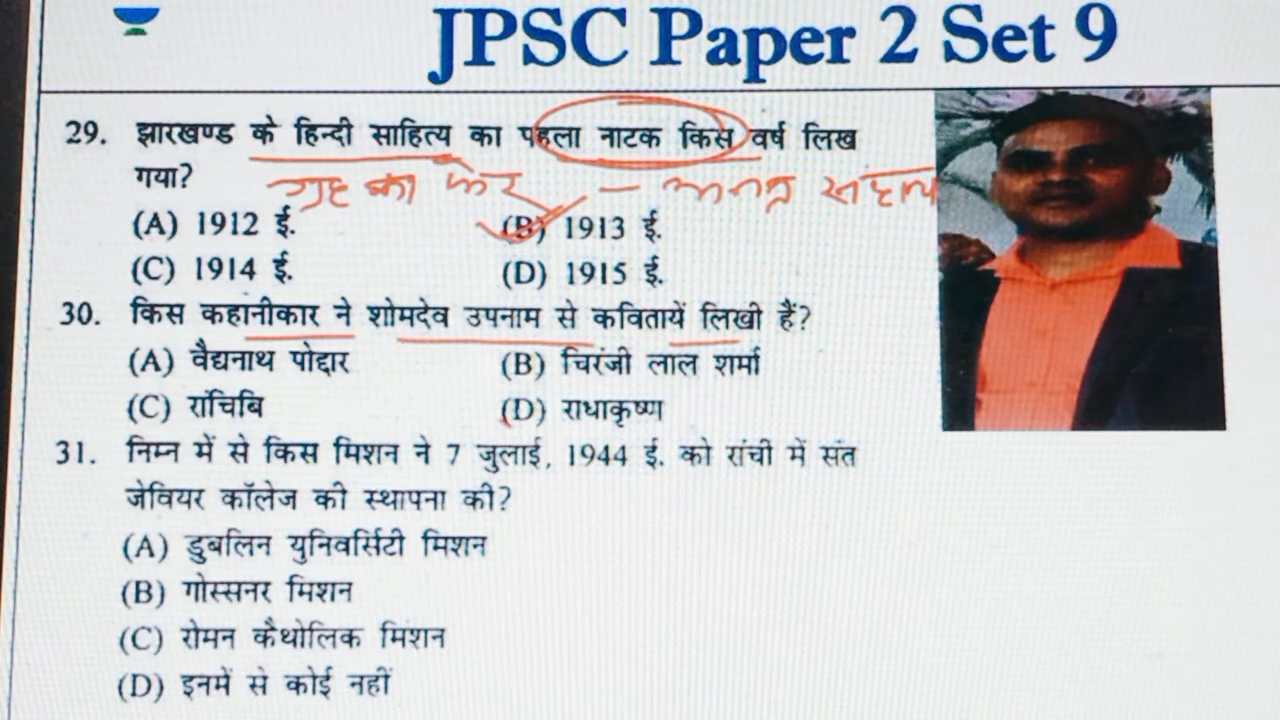 JPSC Paper 2 Set 9
29. झारखण्ड के हिन्दी साहित्य का पहला नाटक किस वर्ष लिख
गया?
ग्रह का फेर
(A) 1912 ई. (B) 1913 ई.
(C) 1914 ई. (D) 1915 ई.
30. किस कहानीकार ने शोमदेव उपनाम से कवितायें लिखी हैं?
(A) वैद्यनाथ पोद्दार (B) चिरंजी लाल शर्मा
(C) रांचिबि (D) राधाकृष्ण
31. निम्न में से किस मिशन ने 7 जुलाई, 1944 ई. को रांची में संत
जेवियर कॉलेज की स्थापना की?
(A) डुबलिन युनिवर्सिटी मिशन
(B) गोस्सनर मिशन
(C) रोमन कैथोलिक मिशन
(D) इनमें से कोई नहीं